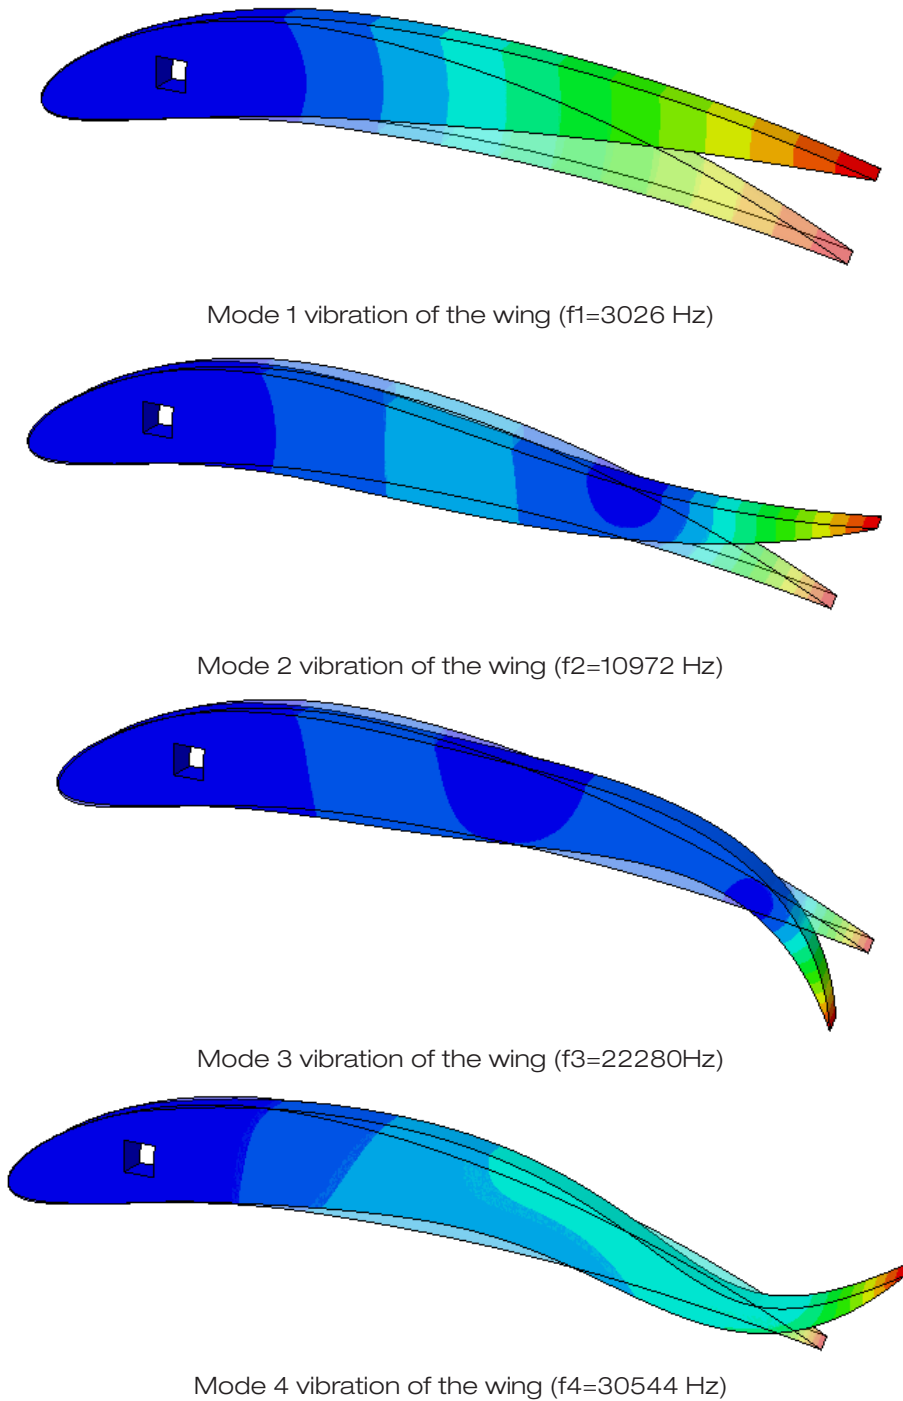 Mode 1 vibration of the wing (f1=3026 Hz)
Mode 2 vibration of the wing (f2=10972 Hz)
Mode 3 vibration of the wing (f3=22280Hz)
Mode 4 vibration of the wing (f4=30544 Hz)